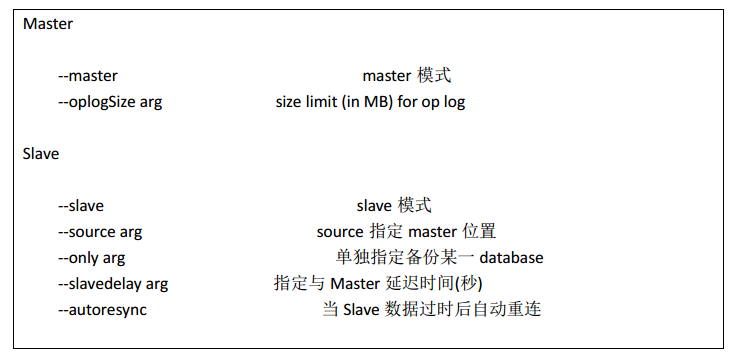 Master
--master master 模式
--oplogSize arg size limit (in MB) for op log
Slave
--slave slave 模式
--source arg source 指定 master 位置
--only arg 单独指定备份某一 database
--slavedelay arg 指定与 Master 延迟时间(秒)
--autoresync 当 Slave 数据过时后自动重连